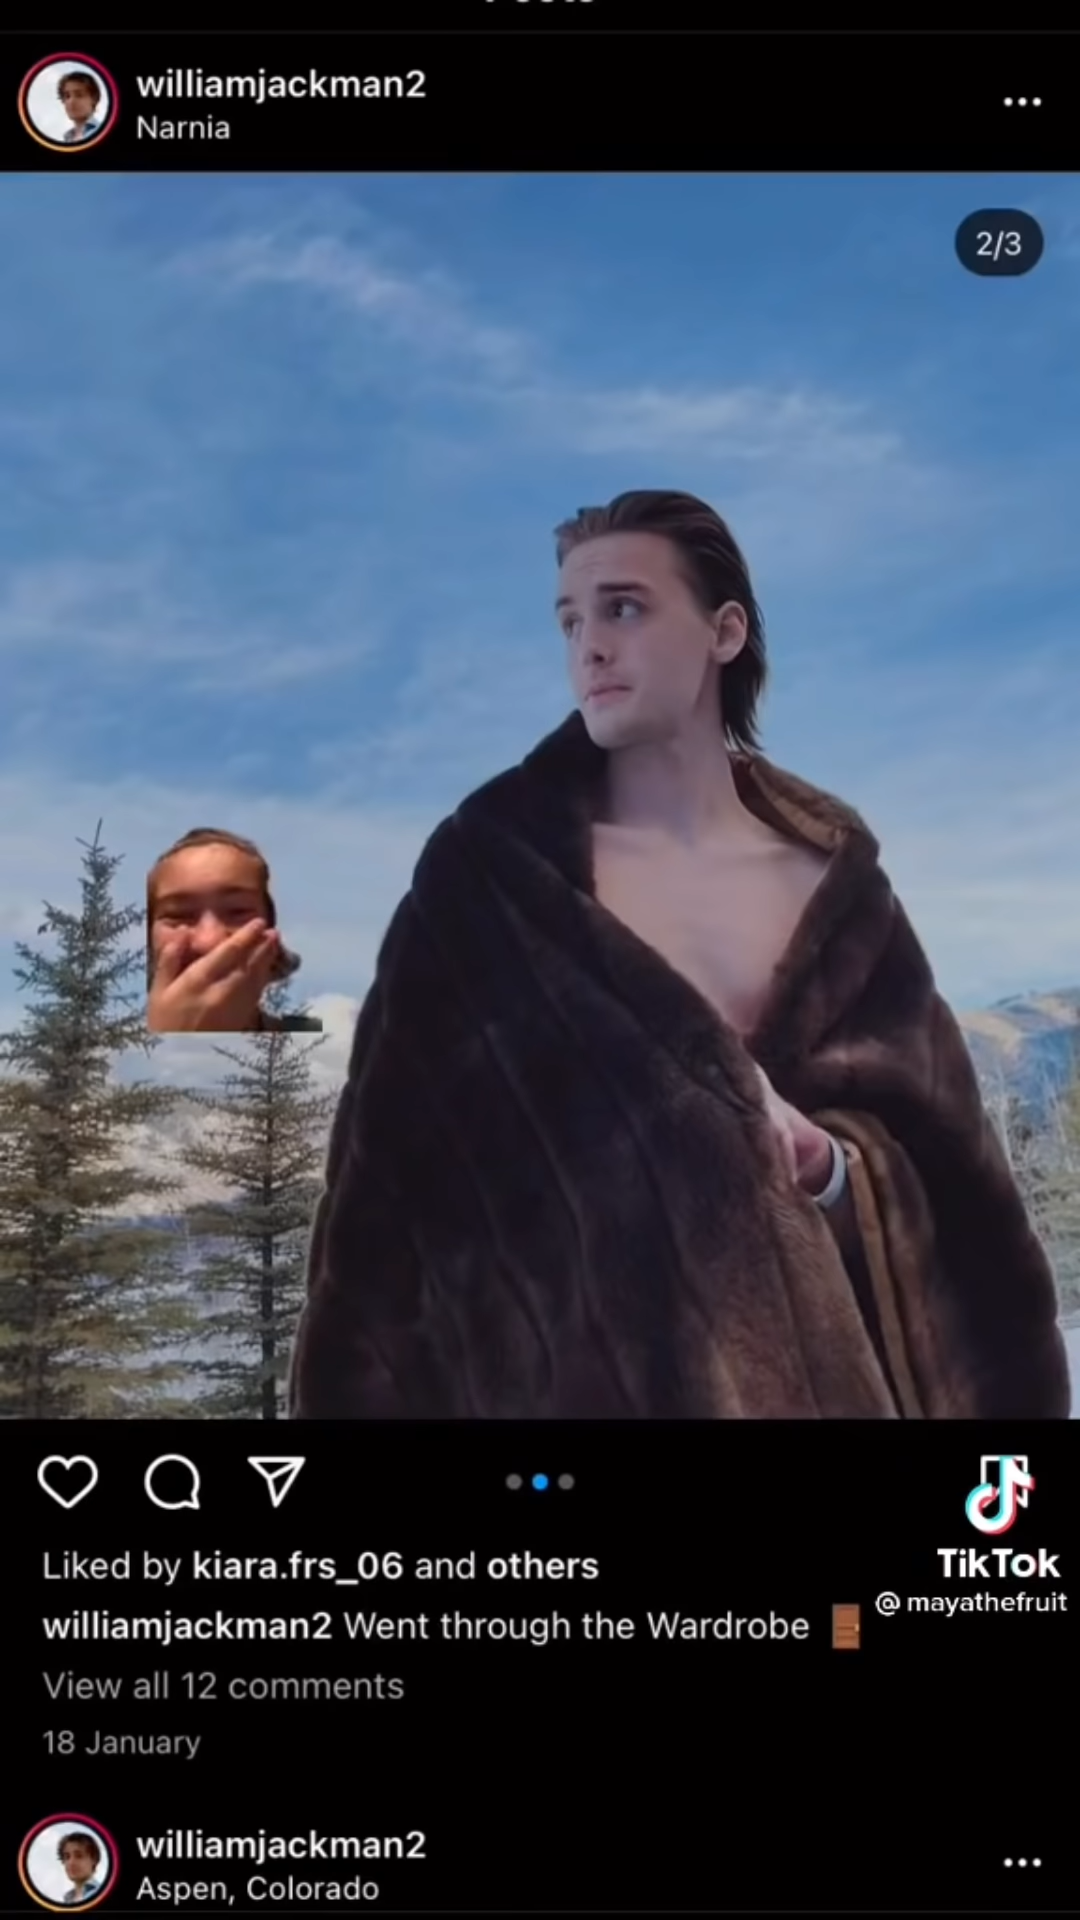 Posts
williamjackman2
Narnia
2/3
Liked by kiara.frs_06 and others
williamjackman2 Went through the Wardrobe 🚪
View all 12 comments
18 January
TikTok
@mayathefruit
williamjackman2
Aspen, Colorado